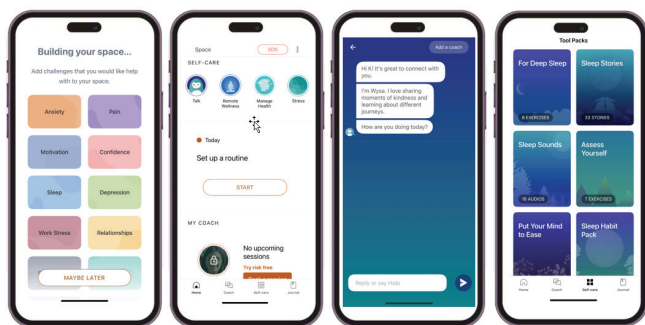 Building your space...
Add challenges that you would like help
with to your space.
Anxiety
Pain
Motivation
Confidence
Sleep
Depression
Work Stress
Relationships
MAYBE LATER
Space
SOS
SELF-CARE
Talk
Remote
Wellness
Manage
Health
Stress
Today
Set up a routine
START
MY COACH
No upcoming
sessions
Try risk free
Home
Coach
Self-care
Journal
Add a coach
Hi K! It's great to connect with
you.
I'm Wysa. I love sharing
moments of kindness and
learning about different
journeys.
How are you doing today?
Reply or say Help
Tool Packs
For Deep Sleep
8 EXERCISES
Sleep Stories
33 STORIES
Sleep Sounds
18 AUDIOS
Assess
Yourself
7 EXERCISES
Put Your Mind
to Ease
Sleep Habit
Pack
Home
Coach
Self-care
Journal